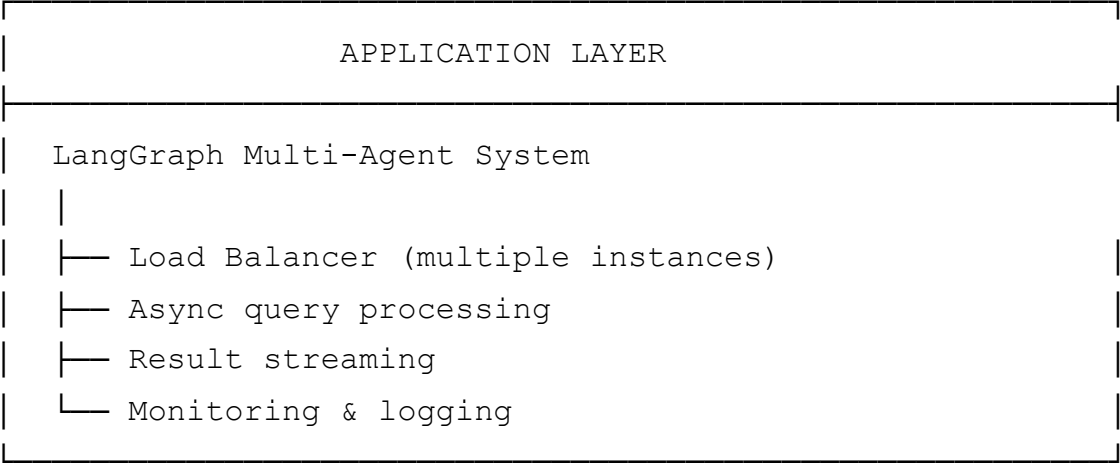 APPLICATION LAYER
LangGraph Multi-Agent System
Load Balancer (multiple instances)
Async query processing
Result streaming
Monitoring & logging